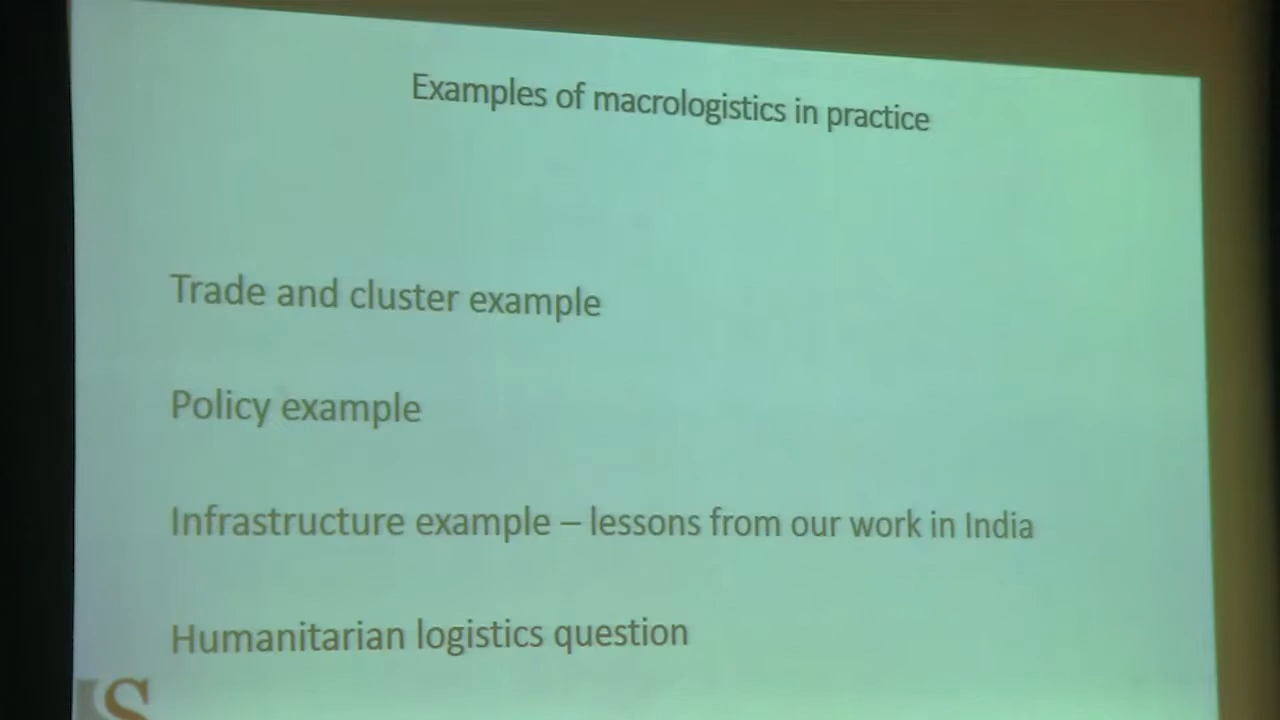 Examples of macrologistics in practice
Trade and cluster example
Policy example
Infrastructure example – lessons from our work in India
Humanitarian logistics question
S